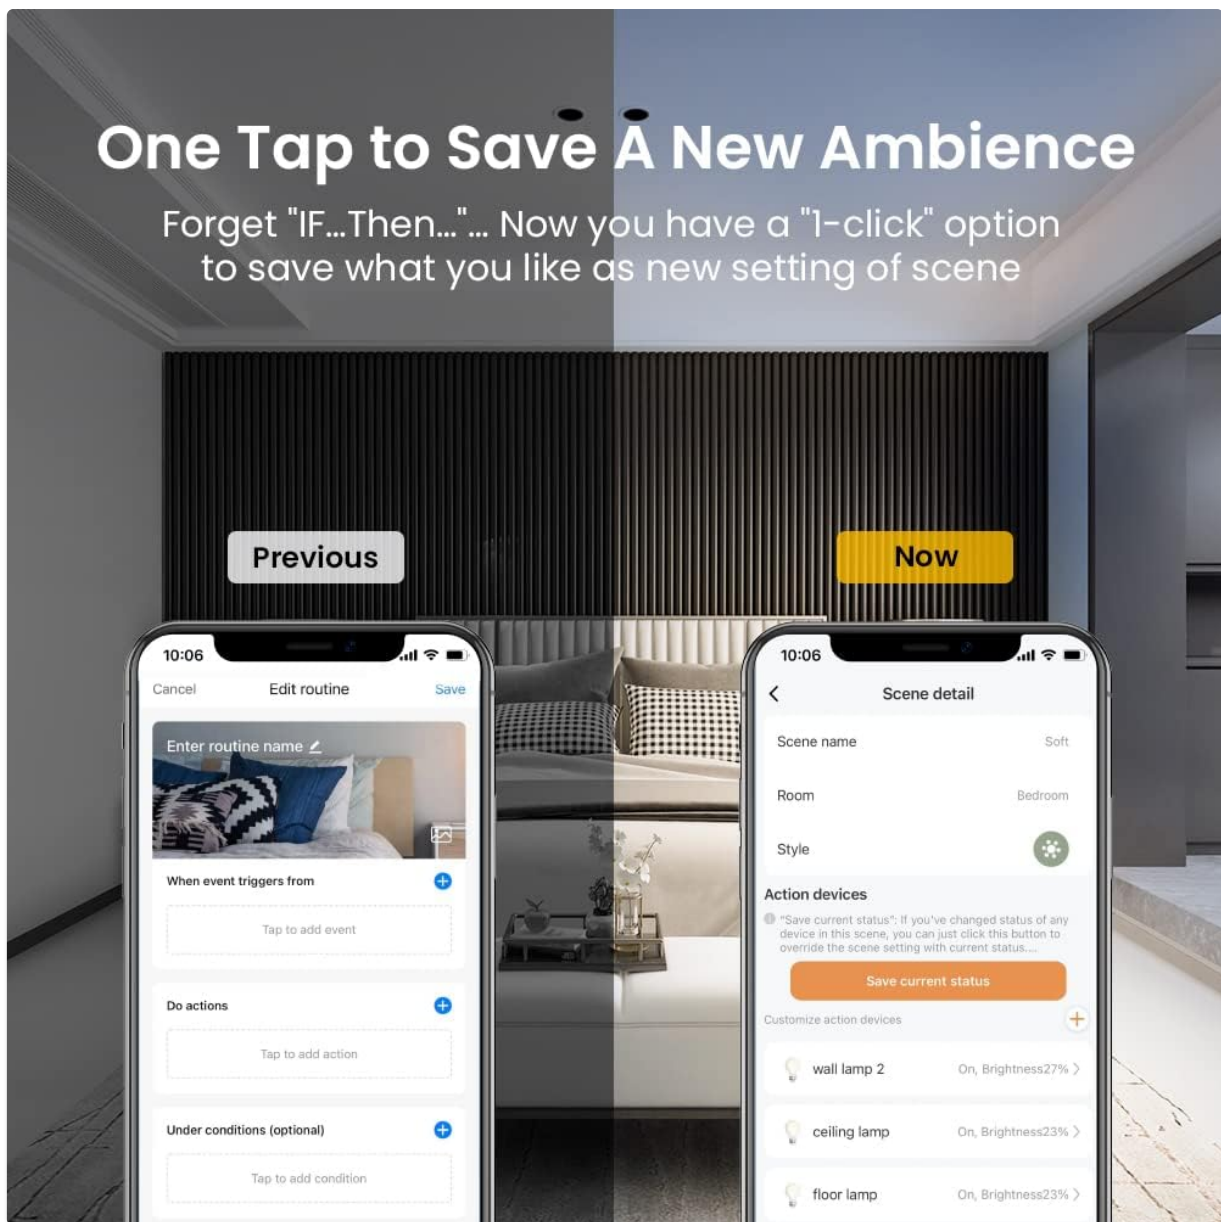 One Tap to Save A New Ambience
Forget "IF...Then..."... Now you have a "1-click" option
to save what you like as new setting of scene
Previous
10:06
Cancel
Edit routine
Save
Enter routine name
When event triggers from
Tap to add event
Do actions
Tap to add action
Under conditions (optional)
Tap to add condition
Now
10:06
Scene detail
Scene name
Soft
Room
Bedroom
Style
Action devices
"Save current status": If you've changed status of any
device in this scene, you can just click this button to
override the scene setting with current status....
Save current status
Customize action devices
wall lamp 2
On, Brightness27%
ceiling lamp
On, Brightness23%
floor lamp
On, Brightness23%